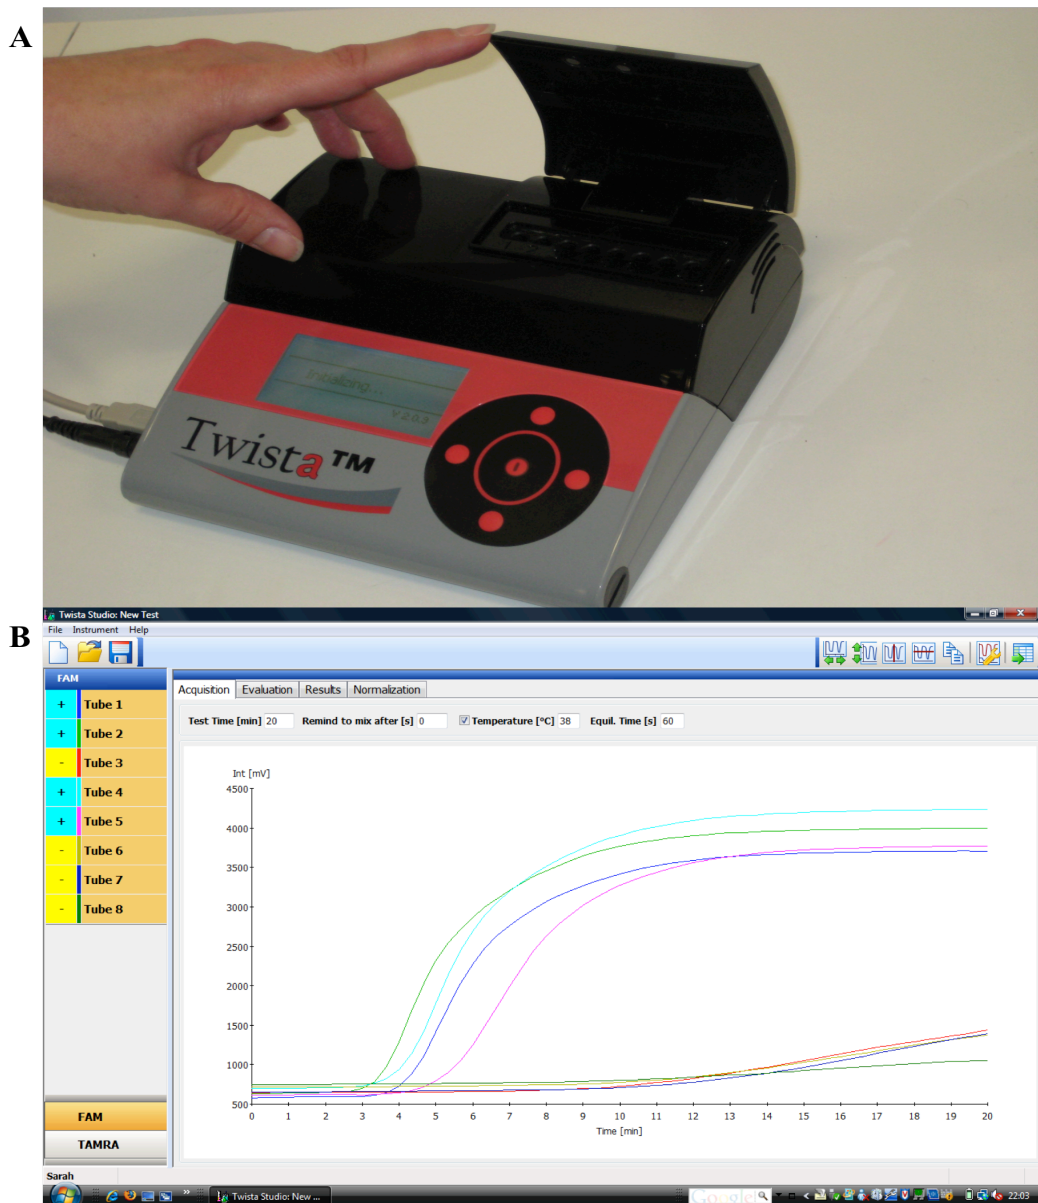 A
Initializing...
v 2.0.9
Twista™
B
Twista Studio: New Test
File Instrument Help
FAM
+ Tube 1
+ Tube 2
- Tube 3
+ Tube 4
+ Tube 5
- Tube 6
- Tube 7
- Tube 8
FAM
TAMRA
Acquisition Evaluation Results Normalization
Test Time [min] 20 Remind to mix after [s] 0 Temperature [°C] 38 Equil. Time [s] 60
Int [mV]
4500
4000
3500
3000
2500
2000
1500
1000
500
0 1 2 3 4 5 6 7 8 9 10 11 12 13 14 15 16 17 18 19 20
Time [min]
Sarah
Twista Studio: New ...
Google
22:03